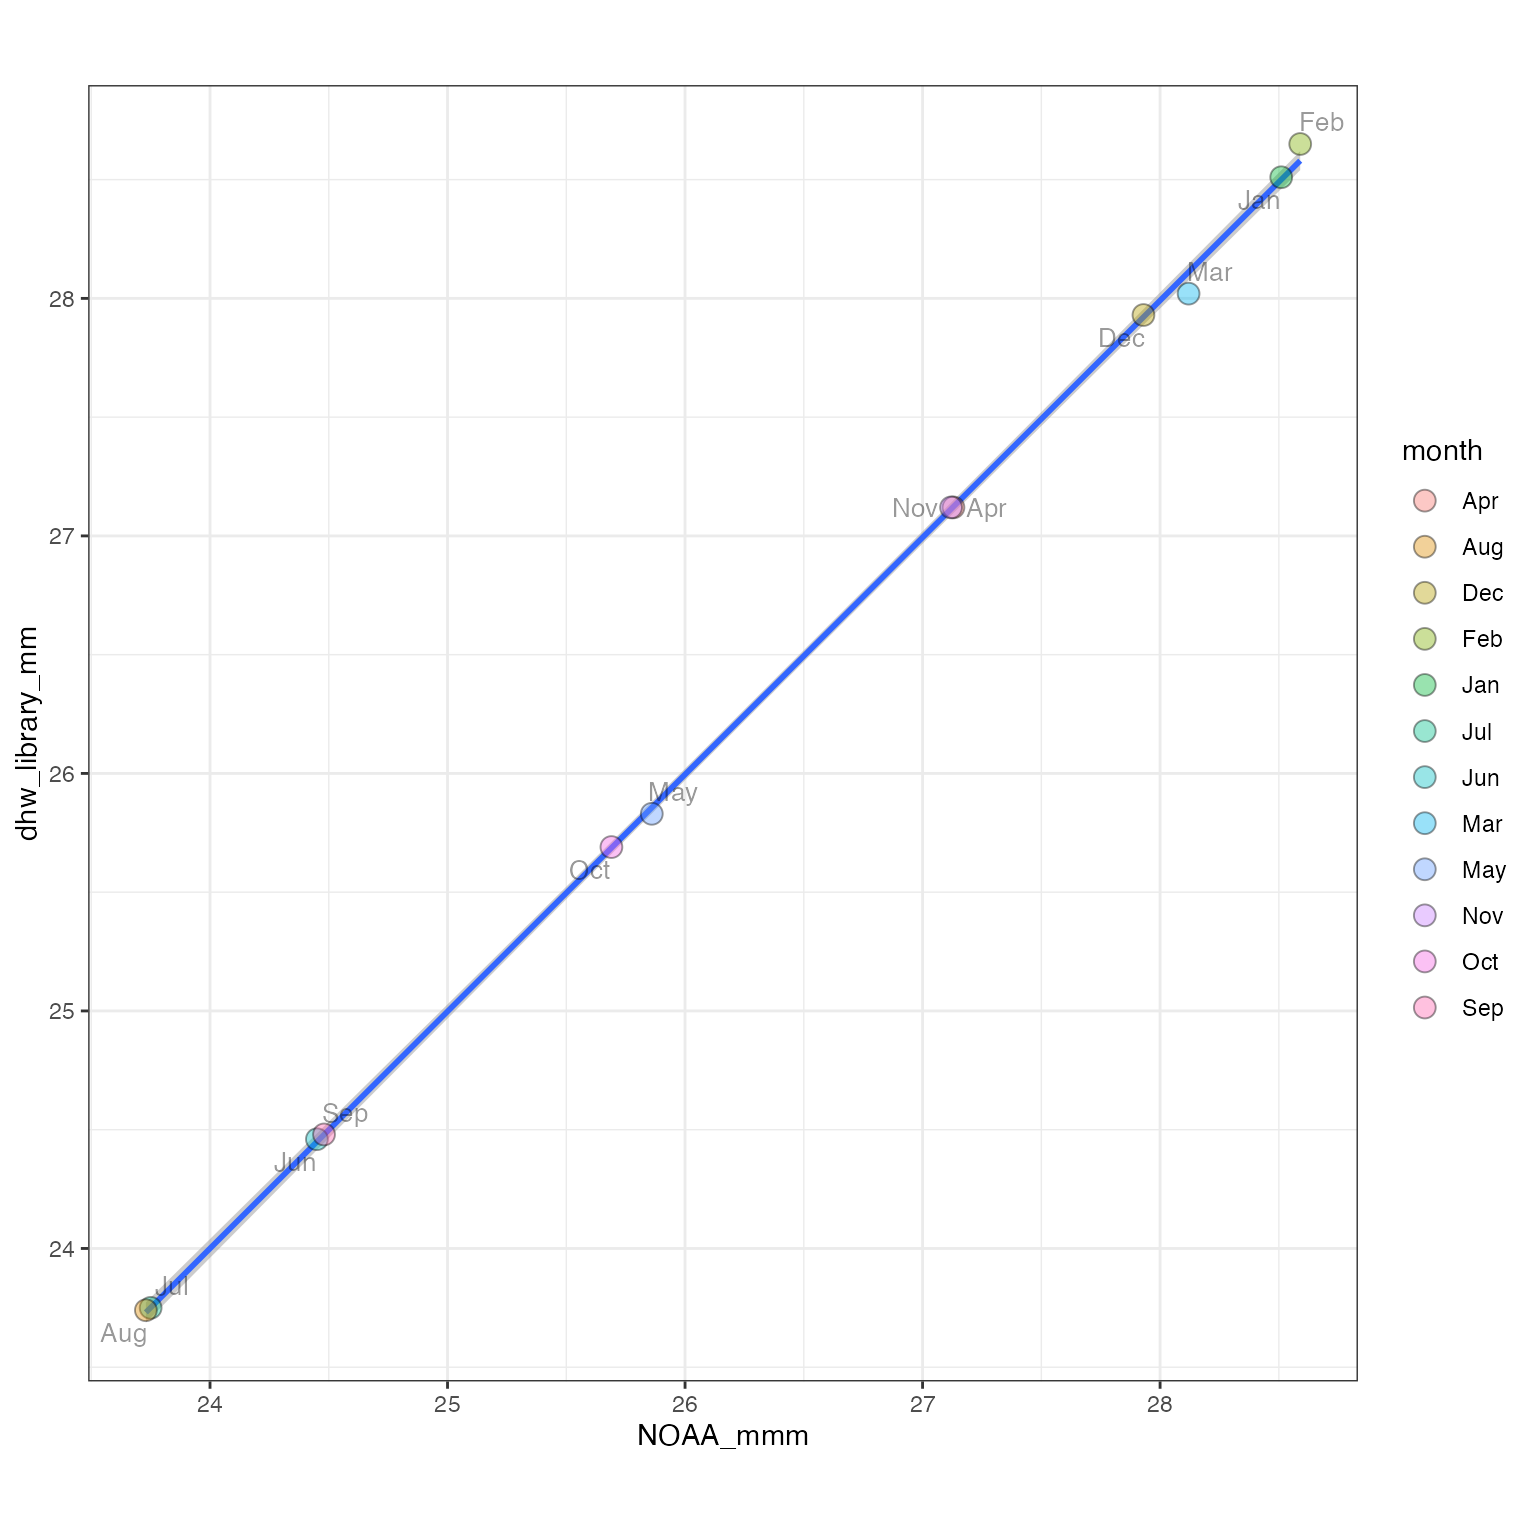 Feb
Jan
Mar
Dec
Nov Apr
May
Oct
Sep
Jun
Jul
Aug
28
27
26
25
24
dhw_library_mm
24 25 26 27 28
NOAA_mmm
month
Apr
Aug
Dec
Feb
Jan
Jul
Jun
Mar
May
Nov
Oct
Sep